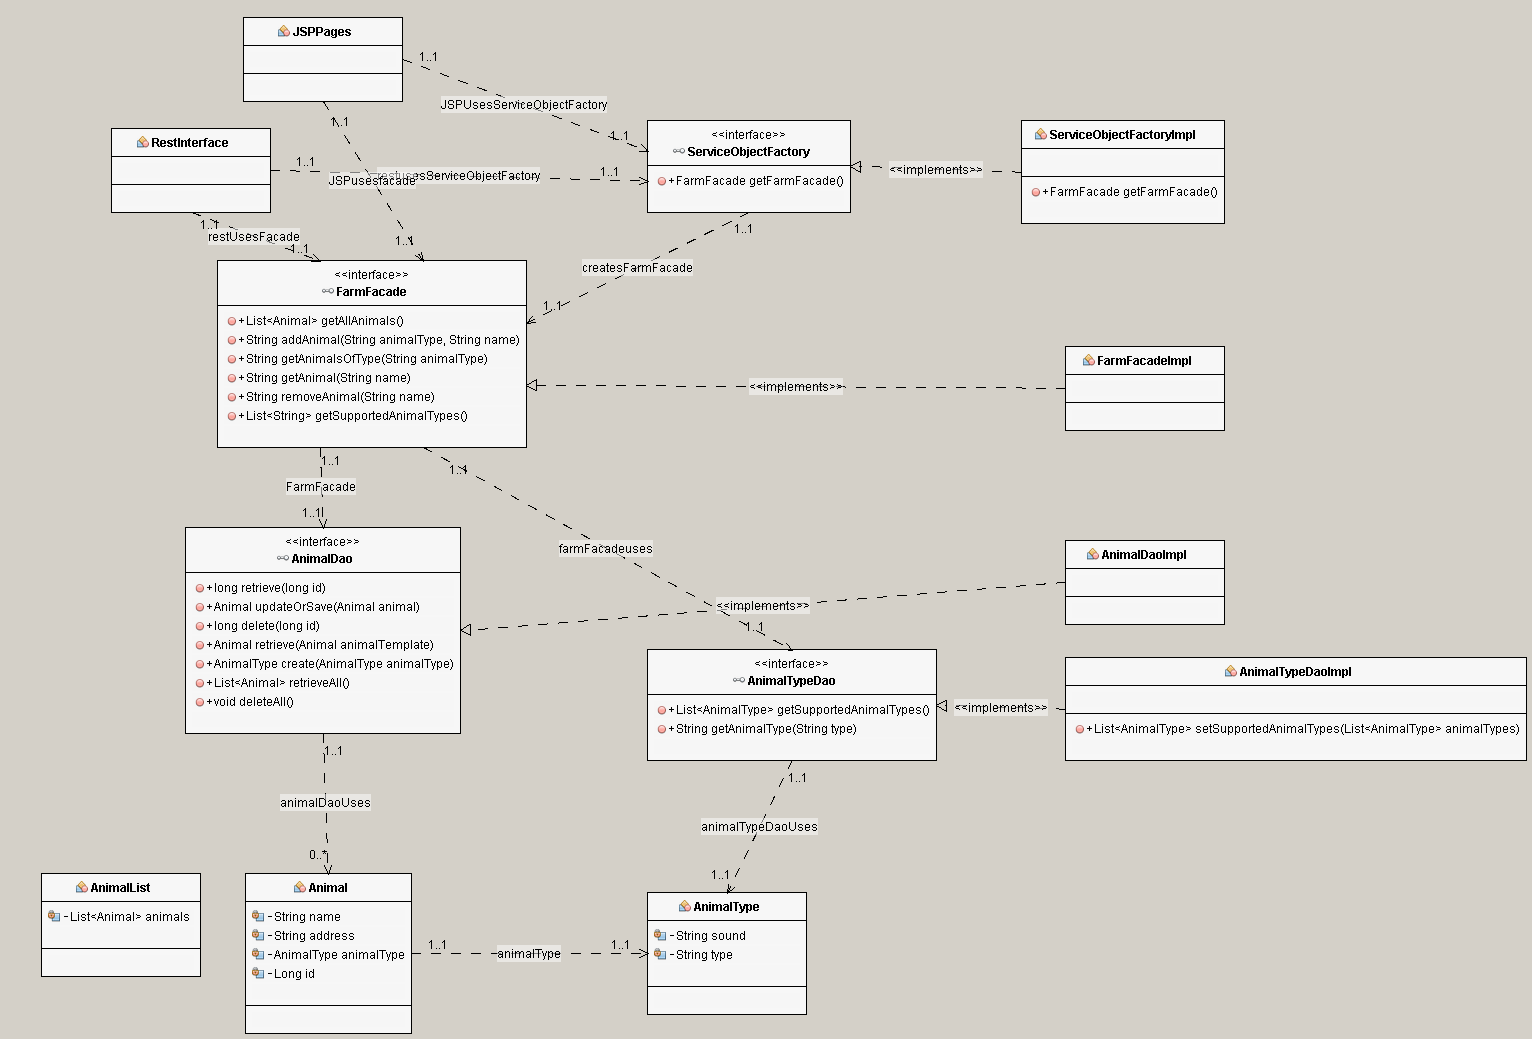 JSPPages
1..1
JSPUsesServiceObjectFactory
1..1
1..1
JSPusesfacade
1..1
RestInterface
1..1
restusesServiceObjectFactory
1..1
1..1
restUsesFacade
1..1
<<interface>>
ServiceObjectFactory
+FarmFacade getFarmFacade()
<<implements>>
ServiceObjectFactoryImpl
+FarmFacade getFarmFacade()
1..1
createsFarmFacade
1..1
<<interface>>
FarmFacade
+List<Animal> getAllAnimals()
+String addAnimal(String animalType, String name)
+String getAnimalsOfType(String animalType)
+String getAnimal(String name)
+String removeAnimal(String name)
+List<String> getSupportedAnimalTypes()
<<implements>>
FarmFacadeImpl
1..1
FarmFacade
1..1
1..1
farmFacadeuses
1..1
<<interface>>
AnimalDao
+long retrieve(long id)
+Animal updateOrSave(Animal animal)
+long delete(long id)
+Animal retrieve(Animal animalTemplate)
+AnimalType create(AnimalType animalType)
+List<Animal> retrieveAll()
+void deleteAll()
<<implements>>
AnimalDaoImpl
<<interface>>
AnimalTypeDao
+List<AnimalType> getSupportedAnimalTypes()
+String getAnimalType(String type)
<<implements>>
AnimalTypeDaoImpl
+List<AnimalType> setSupportedAnimalTypes(List<AnimalType> animalTypes)
1..1
animalDaoUses
0..*
1..1
animalTypeDaoUses
1..1
AnimalList
-List<Animal> animals
Animal
-String name
-String address
-AnimalType animalType
-Long id
1..1
animalType
1..1
AnimalType
-String sound
-String type